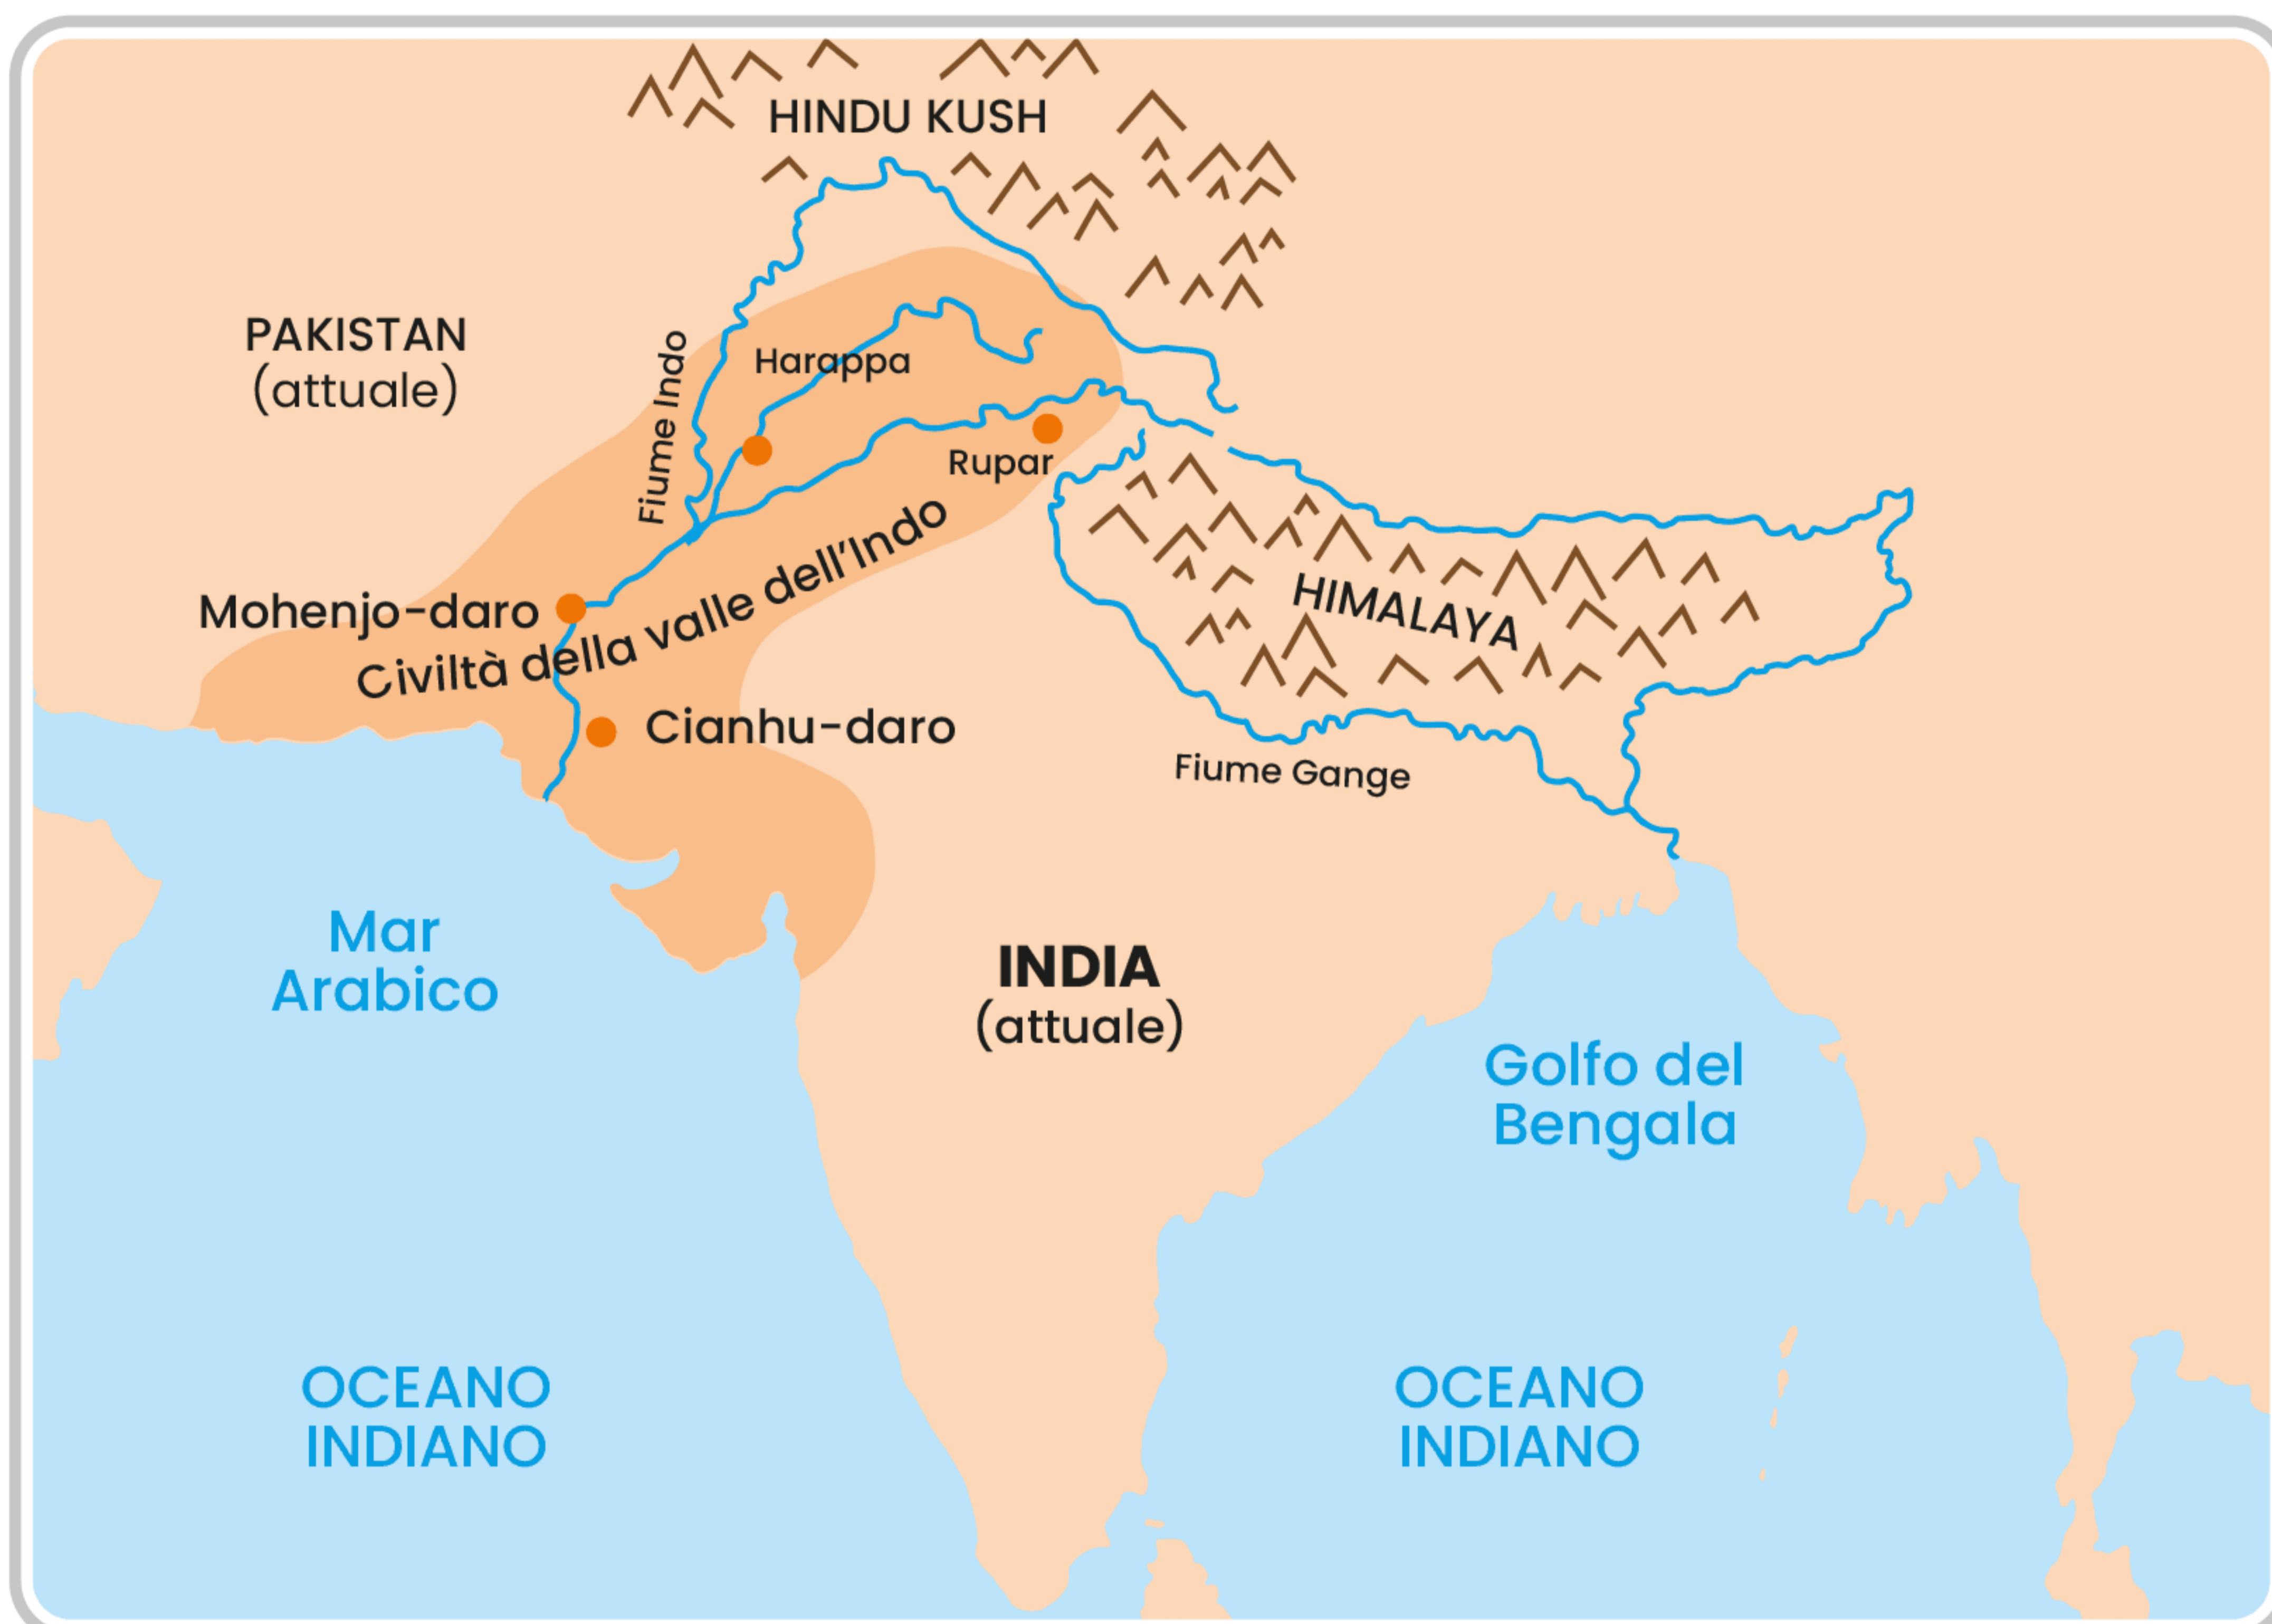 HINDU KUSH
PAKISTAN
(attuale)
Fiume Indo
Harappa
Rupar
Mohenjo-daro
Civiltà della valle dell'Indo
HIMALAYA
Cianhu-daro
Fiume Gange
Mar
Arabico
INDIA
(attuale)
Golfo del
Bengala
OCEANO
INDIANO
OCEANO
INDIANO